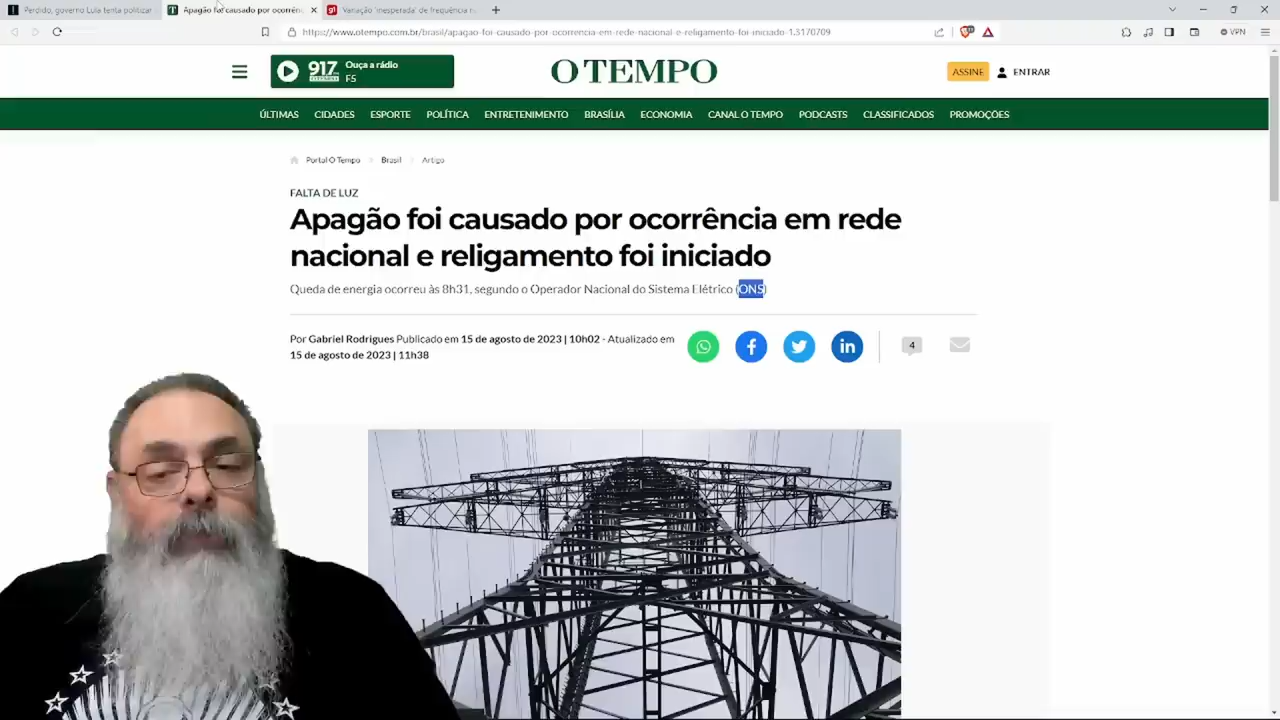 Perdido, governo Lula tenta politizar
Apagão foi causado por ocorrênc
Variação 'inesperada' de frequência n
http://www.otempo.com.br/brasil/apagao-foi-causado-por-ocorrencia-em-rede-nacional-e-religamento-foi-iniciado-1.3170709
VPN
917
Ouça a rádio
F5
O TEMPO
ASSINE
ENTRAR
ÚLTIMAS CIDADES ESPORTE POLÍTICA ENTRETENIMENTO BRASÍLIA ECONOMIA CANAL O TEMPO PODCASTS CLASSIFICADOS PROMOÇÕES
Portal O Tempo Brasil Artigo
FALTA DE LUZ
Apagão foi causado por ocorrência em rede
nacional e religamento foi iniciado
Queda de energia ocorreu às 8h31, segundo o Operador Nacional do Sistema Elétrico (ONS)
Por Gabriel Rodrigues Publicado em 15 de agosto de 2023 | 10h02 - Atualizado em
15 de agosto de 2023 | 11h38
4